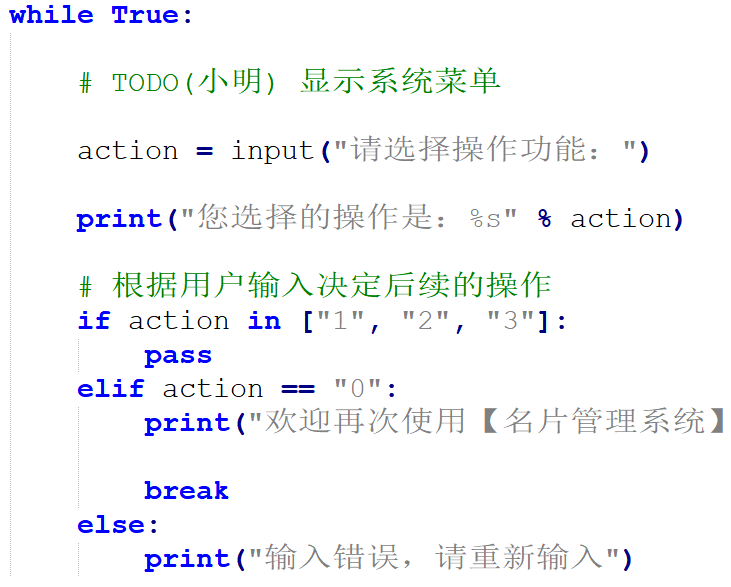 while True:
# TODO(小明) 显示系统菜单
action = input("请选择操作功能：")
print("您选择的操作是：%s" % action)
# 根据用户输入决定后续的操作
if action in ["1", "2", "3"]:
pass
elif action == "0":
print("欢迎再次使用【名片管理系统】
break
else:
print("输入错误，请重新输入")